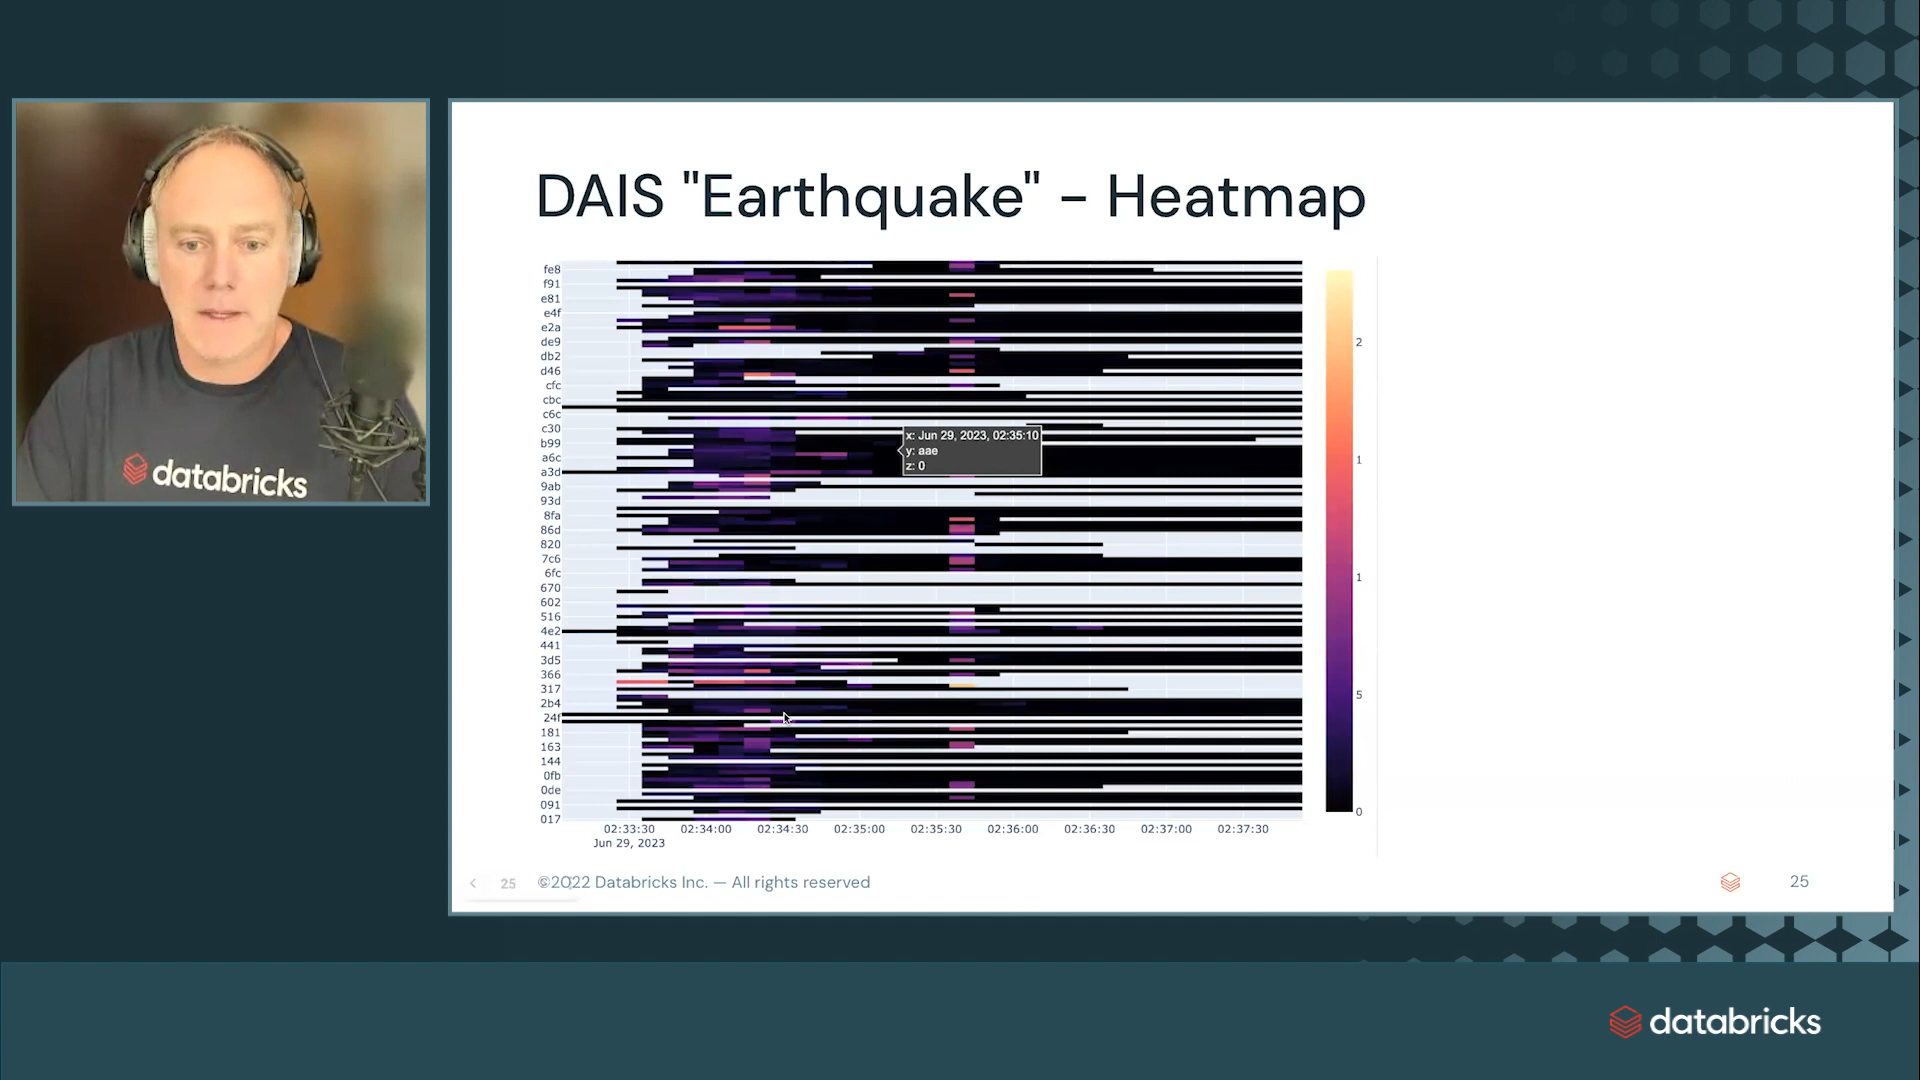 databricks
DAIS "Earthquake" - Heatmap
fe8
f91
e81
e4f
e2a
de9
db2
d46
cfc
cbc
c6c
c30
b99
a6c
a3d
9ab
93d
8fa
86d
820
7c6
6fc
670
602
516
4e2
441
3d5
366
317
2b4
24f
181
163
144
0fb
0de
091
017
x: Jun 29, 2023, 02:35:10
y: aae
z: 0
2
1
1
5
0
02:33:30 02:34:00 02:34:30 02:35:00 02:35:30 02:36:00 02:36:30 02:37:00 02:37:30
Jun 29, 2023
25 ©2022 Databricks Inc. — All rights reserved 25
databricks